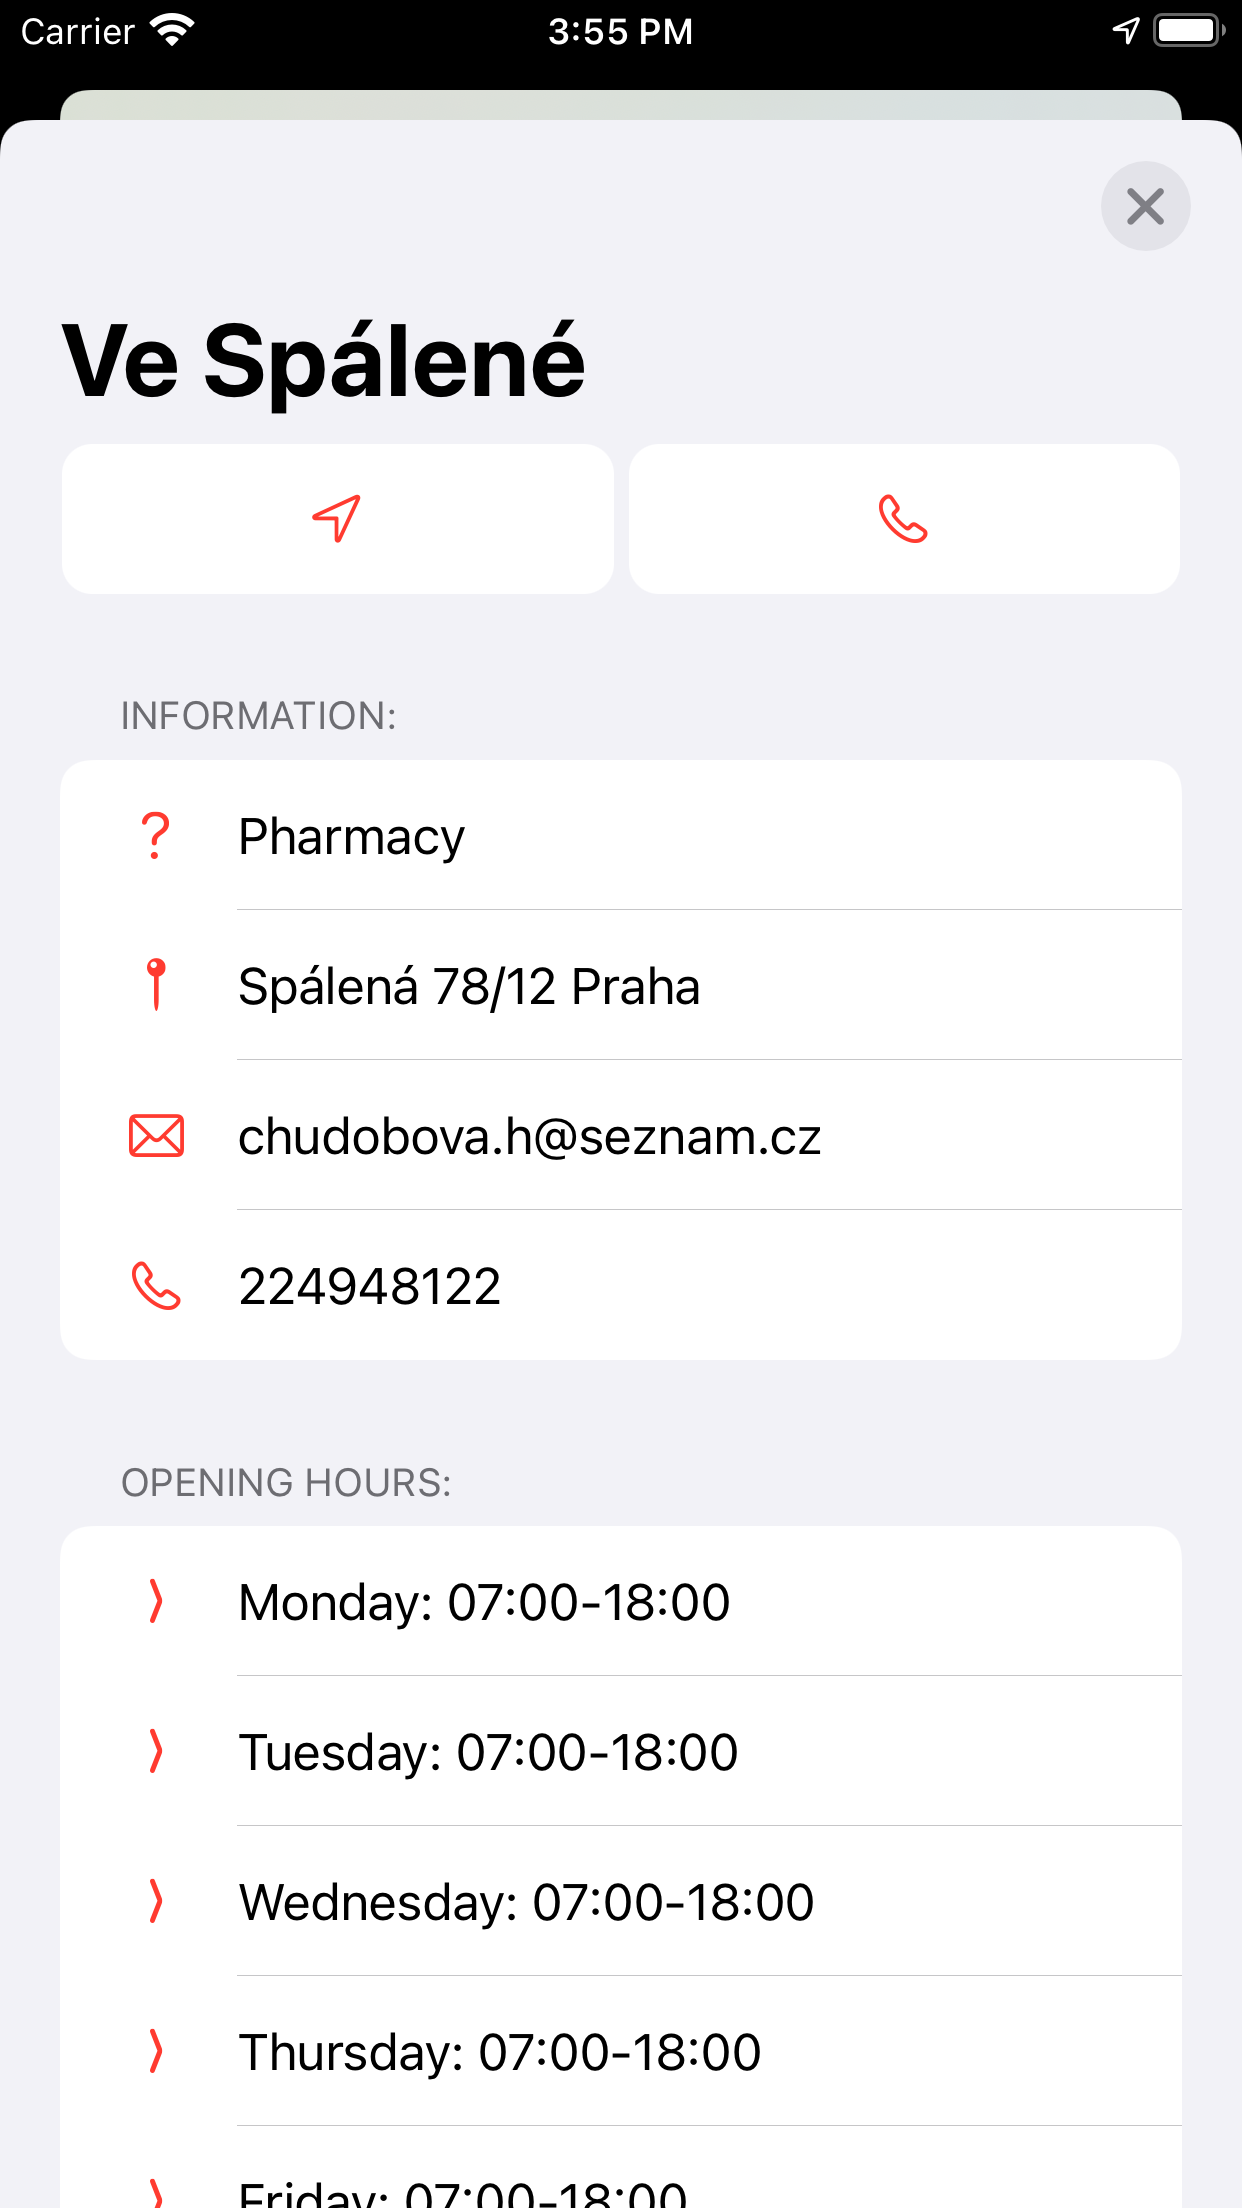 Carrier 3:55 PM
Ve Spálené
INFORMATION:
Pharmacy
Spálená 78/12 Praha
chudobova.h@seznam.cz
224948122
OPENING HOURS:
Monday: 07:00-18:00
Tuesday: 07:00-18:00
Wednesday: 07:00-18:00
Thursday: 07:00-18:00
Friday: 07:00-18:00